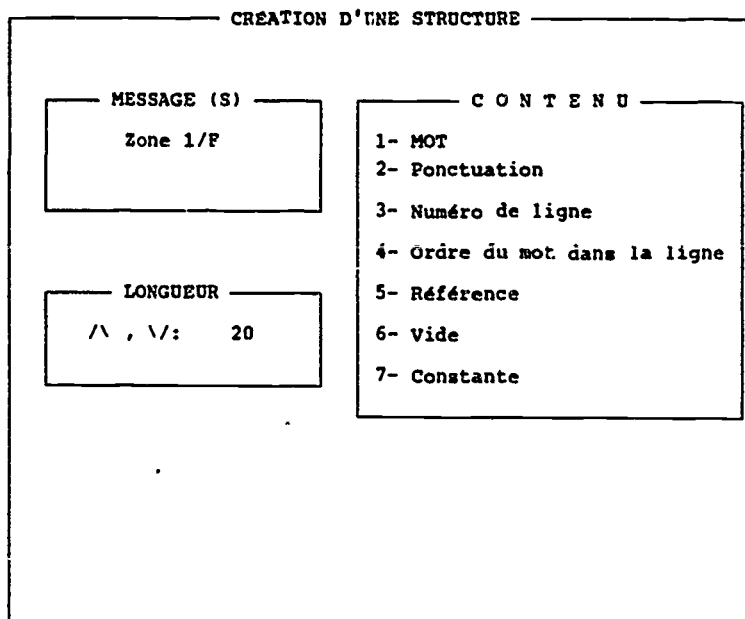 CREATION D'UNE STRUCTURE
MESSAGE (S)
Zone 1/F
LONGUEUR
/\ , \/: 20
C O N T E N U
1- MOT
2- Ponctuation
3- Numéro de ligne
4- Ordre du mot dans la ligne
5- Référence
6- Vide
7- Constante